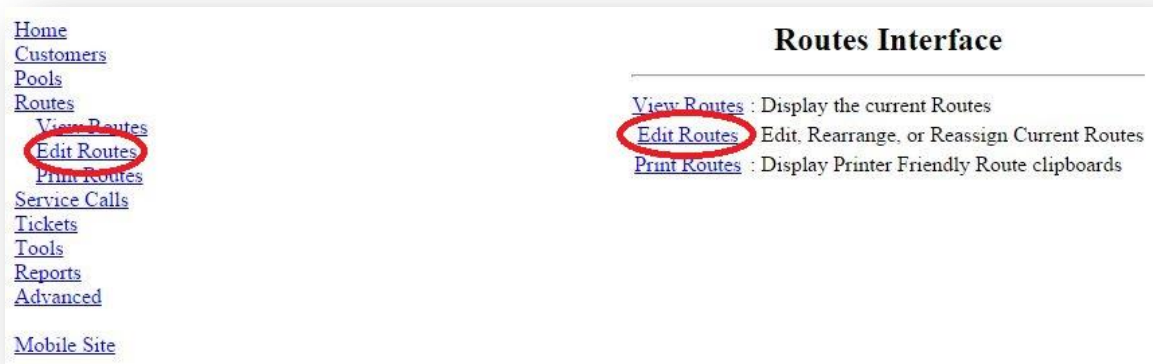 Home
Customers
Pools
Routes
View Routes
Edit Routes
Print Routes
Service Calls
Tickets
Tools
Reports
Advanced
Mobile Site
Routes Interface
View Routes : Display the current Routes
Edit Routes : Edit, Rearrange, or Reassign Current Routes
Print Routes : Display Printer Friendly Route clipboards